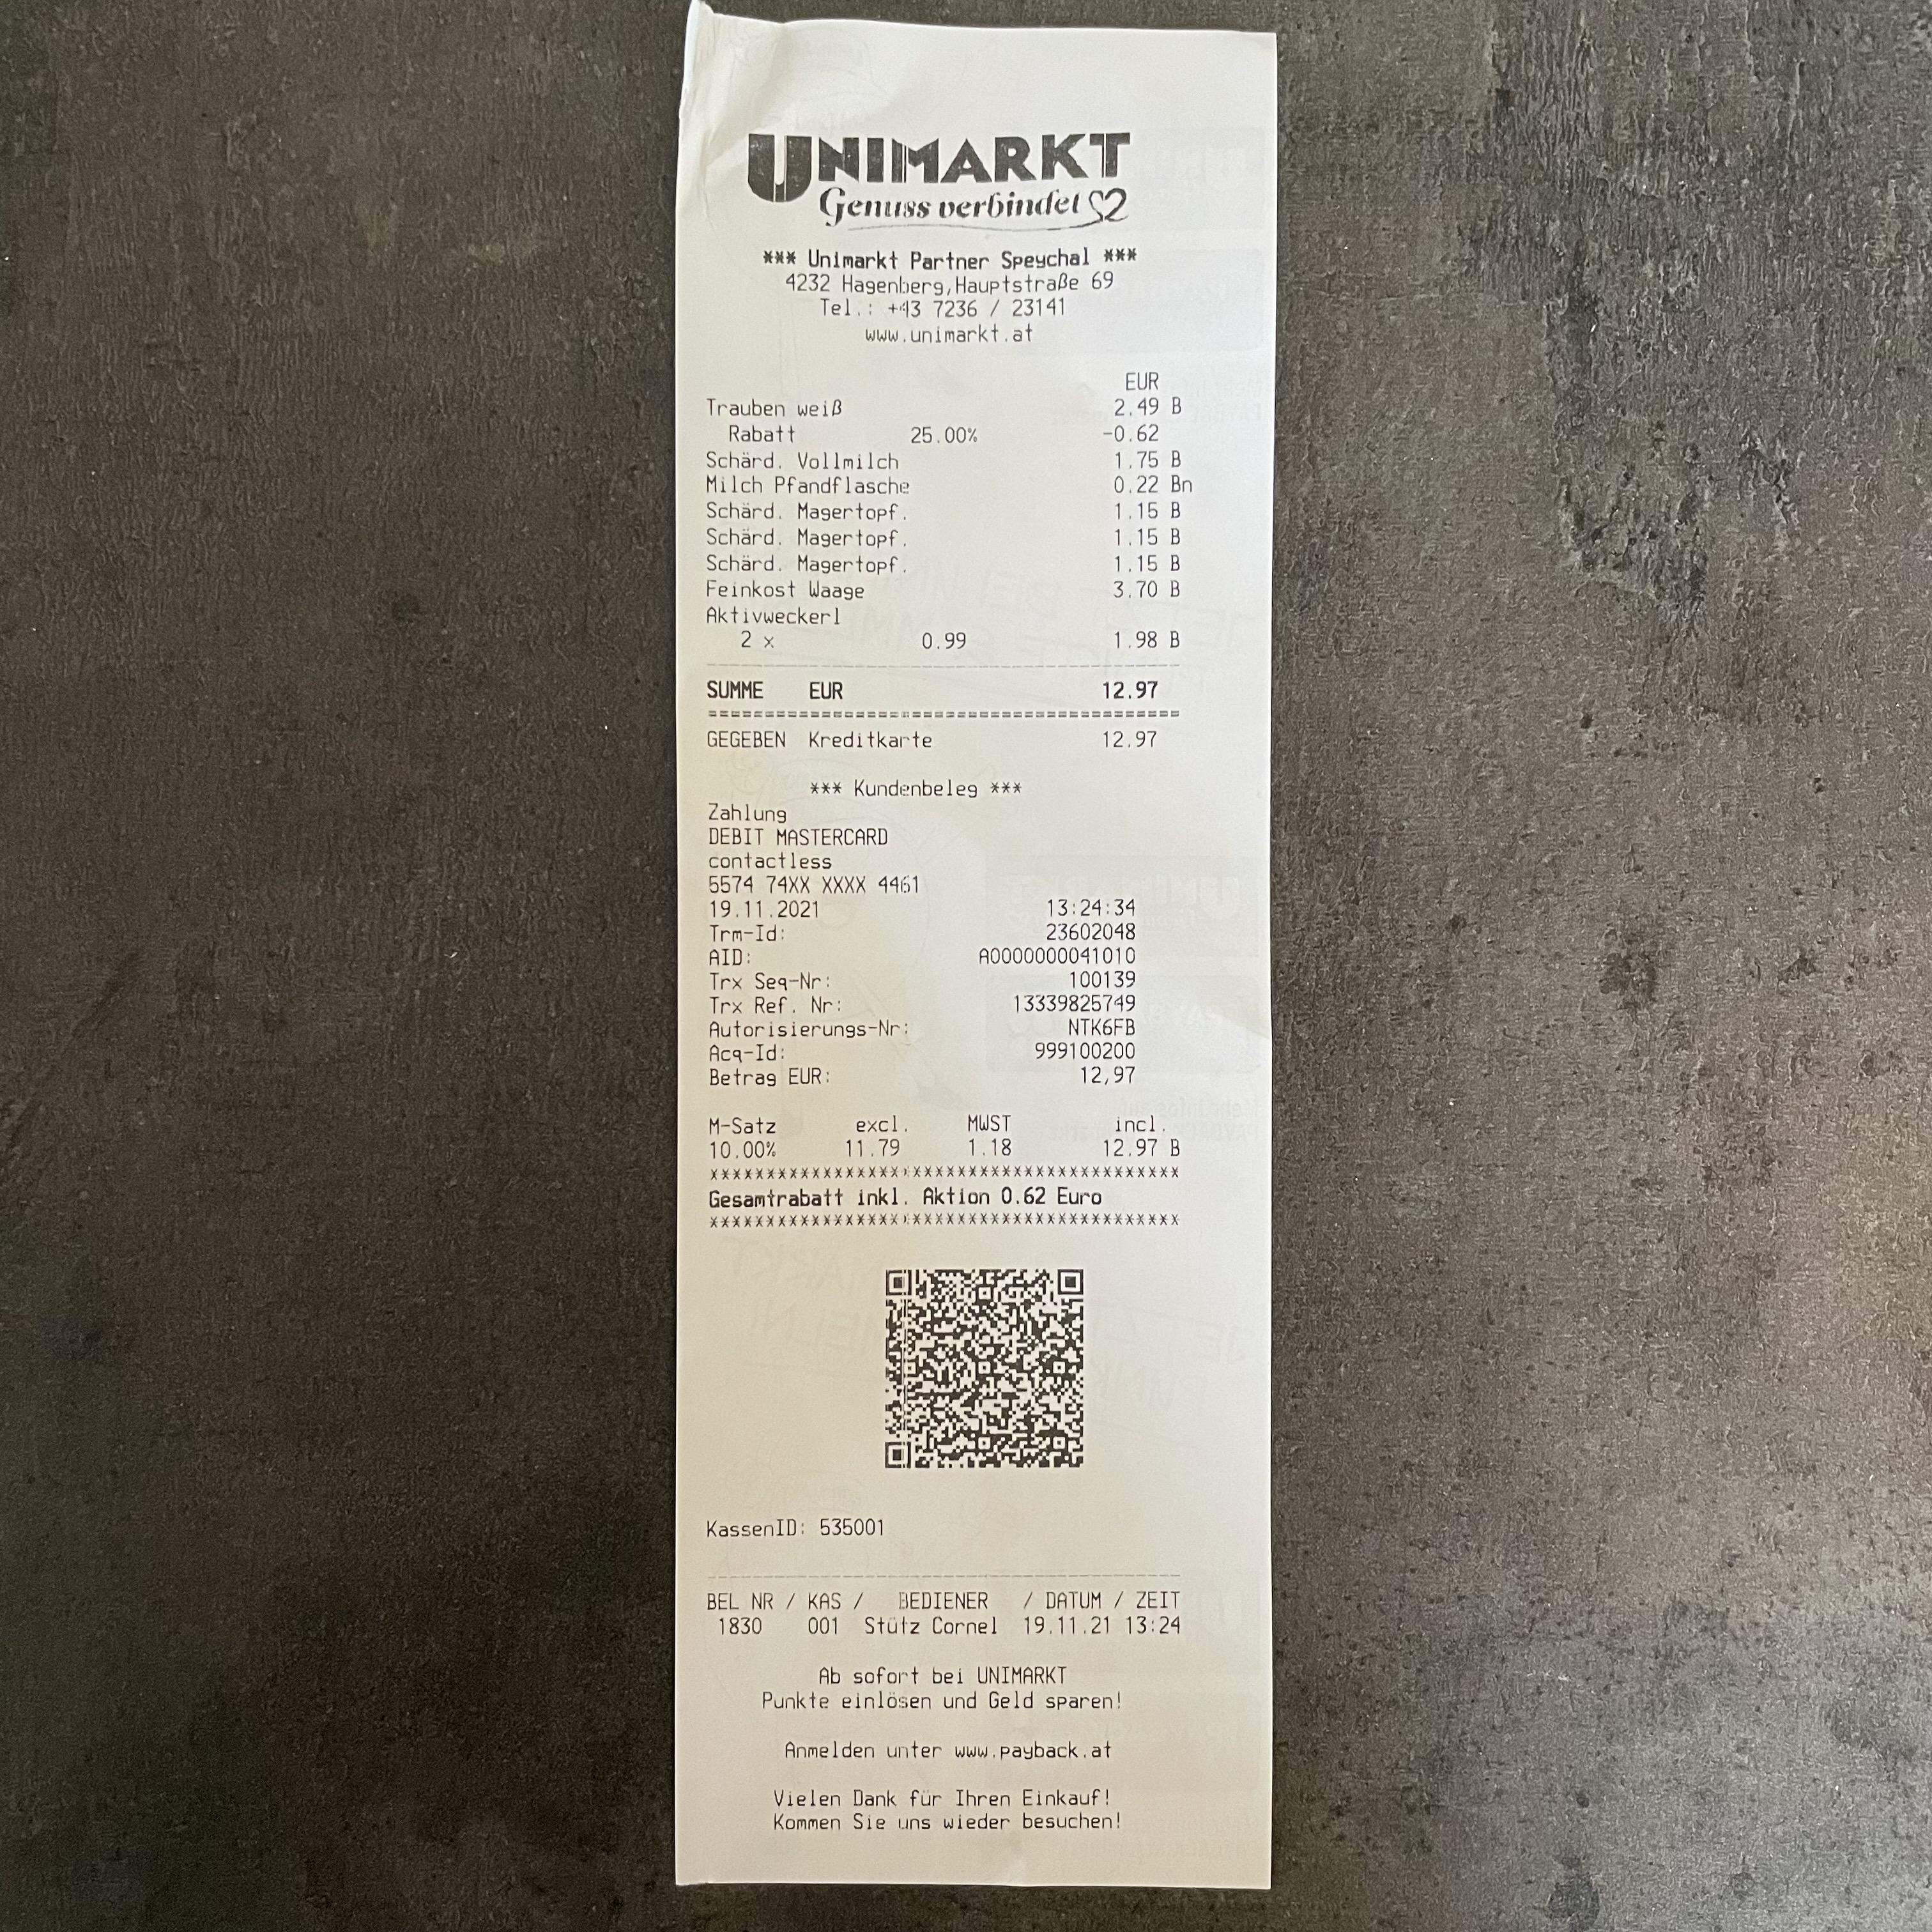 UNIMARKT
Genuss verbindet
*** Unimarkt Partner Speychal ***
4232 Hagenberg,Hauptstraße 69
Tel.: +43 7236 / 23141
www.unimarkt.at
EUR
Trauben weiß 2.49 B
Rabatt 25.00% -0.62
Schärd. Vollmilch 1.75 B
Milch Pfandflasche 0.22 Bn
Schärd. Magertopf. 1.15 B
Schärd. Magertopf. 1.15 B
Schärd. Magertopf. 1.15 B
Feinkost Waage 3.70 B
Aktivweckerl
2 x 0.99 1.98 B
SUMME EUR 12.97
GEGEBEN Kreditkarte 12.97
*** Kundenbeleg ***
Zahlung
DEBIT MASTERCARD
contactless
5574 74XX XXXX 4461
19.11.2021 13:24:34
Trm-Id: 23602048
AID: A0000000041010
Trx Seq-Nr: 100139
Trx Ref. Nr: 13339825749
Autorisierungs-Nr: NTK6FB
Acq-Id: 999100200
Betrag EUR: 12,97
M-Satz excl. MWST incl.
10.00% 11.79 1.18 12.97 B
Gesamtrabatt inkl. Aktion 0.62 Euro
KassenID: 535001
BEL NR / KAS / BEDIENER / DATUM / ZEIT
1830 001 Stütz Cornel 19.11.21 13:24
Ab sofort bei UNIMARKT
Punkte einlösen und Geld sparen!
Anmelden unter www.payback.at
Vielen Dank für Ihren Einkauf!
Kommen Sie uns wieder besuchen!